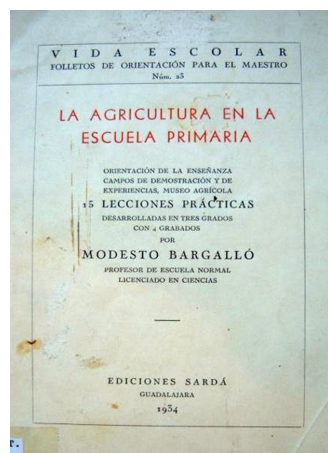 VIDA ESCOLAR
FOLLETOS DE ORIENTACIÓN PARA EL MAESTRO
Núm. 23
LA AGRICULTURA EN LA
ESCUELA PRIMARIA
ORIENTACIÓN DE LA ENSEÑANZA
CAMPOS DE DEMOSTRACIÓN Y DE
EXPERIENCIAS, MUSEO AGRÍCOLA
15 LECCIONES PRÁCTICAS
DESARROLLADAS EN TRES GRADOS
CON 4 GRABADOS
POR
MODESTO BARGALLÓ
PROFESOR DE ESCUELA NORMAL
LICENCIADO EN CIENCIAS
EDICIONES SARDÁ
GUADALAJARA
1934